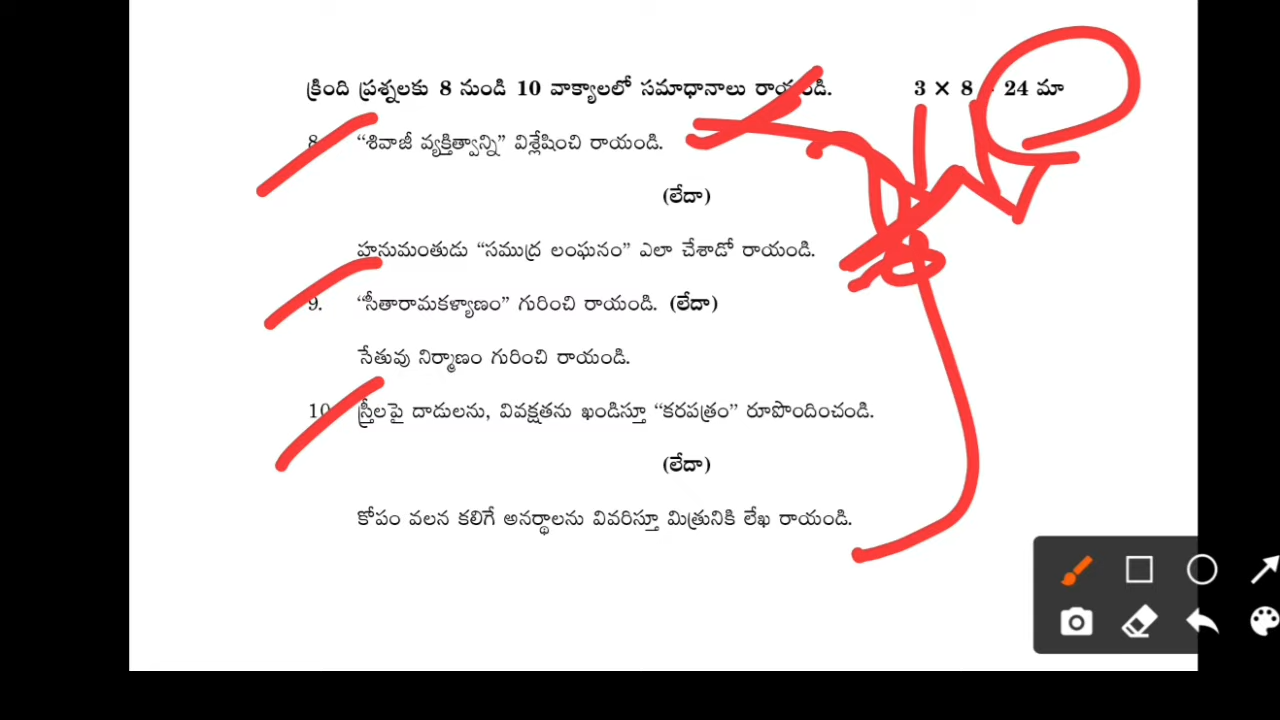 క్రింది ప్రశ్నలకు 8 నుండి 10 వాక్యాలలో సమాధానాలు రాయండి. 3 × 8 24 మా
8. “శివాజీ వ్యక్తిత్వాన్ని” విశ్లేషించి రాయండి.
(లేదా)
హనుమంతుడు “సముద్ర లంఘనం” ఎలా చేశాడో రాయండి.
9. “సీతారామకళ్యాణం” గురించి రాయండి. (లేదా)
సేతువు నిర్మాణం గురించి రాయండి.
10 స్త్రీలపై దాడులను, వివక్షతను ఖండిస్తూ “కరపత్రం” రూపొందించండి.
(లేదా)
కోపం వలన కలిగే అనర్థాలను వివరిస్తూ మిత్రునికి లేఖ రాయండి.